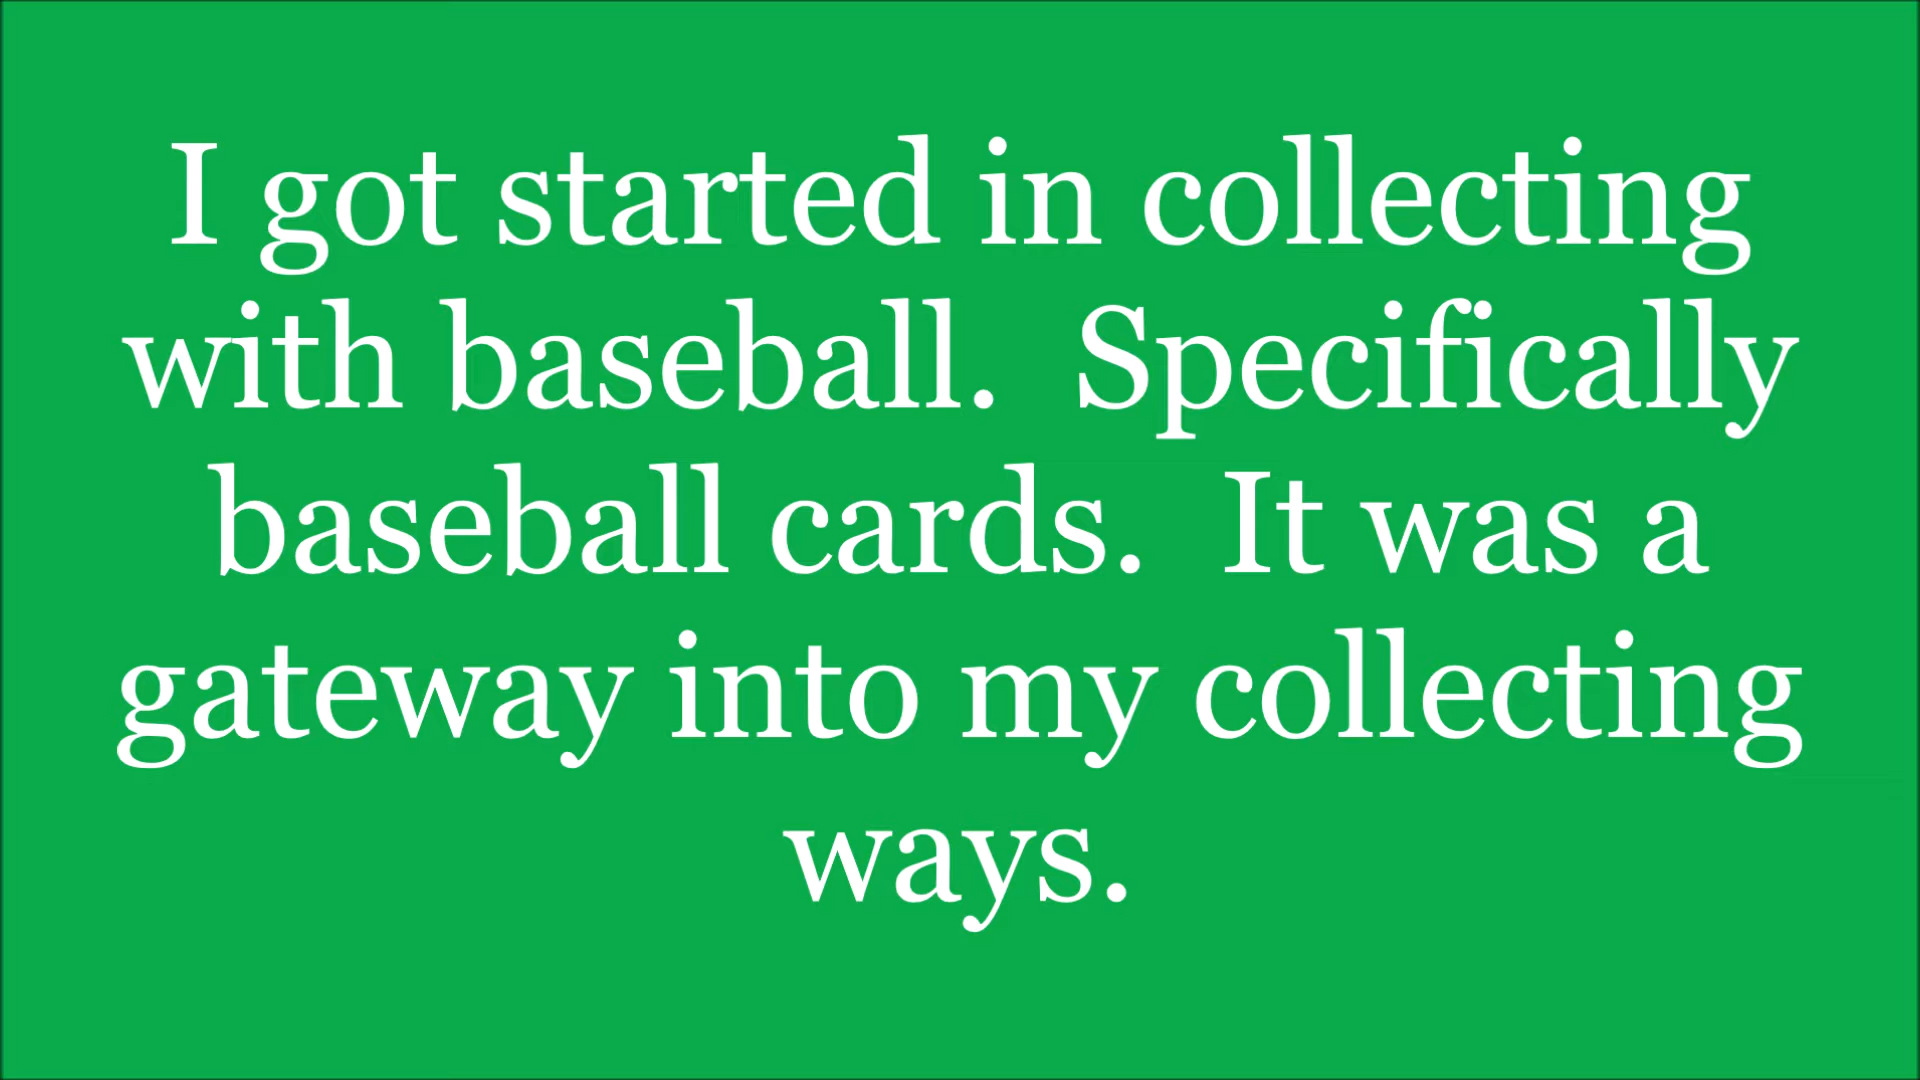 I got started in collecting
with baseball.  Specifically
baseball cards.  It was a
gateway into my collecting
ways.